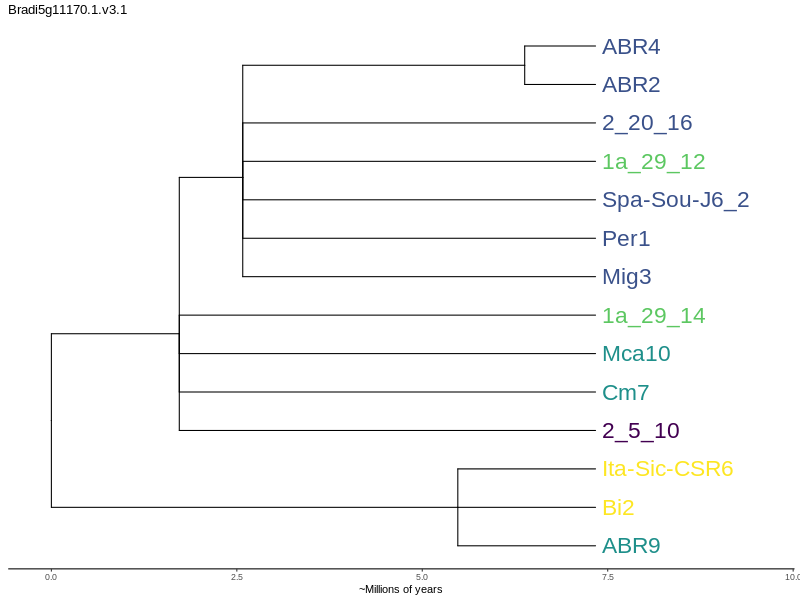 Bradi5g11170.1.v3.1
ABR4
ABR2
2_20_16
1a_29_12
Spa-Sou-J6_2
Per1
Mig3
1a_29_14
Mca10
Cm7
2_5_10
Ita-Sic-CSR6
Bi2
ABR9
0.0 2.5 5.0 7.5 10.0
~Millions of years